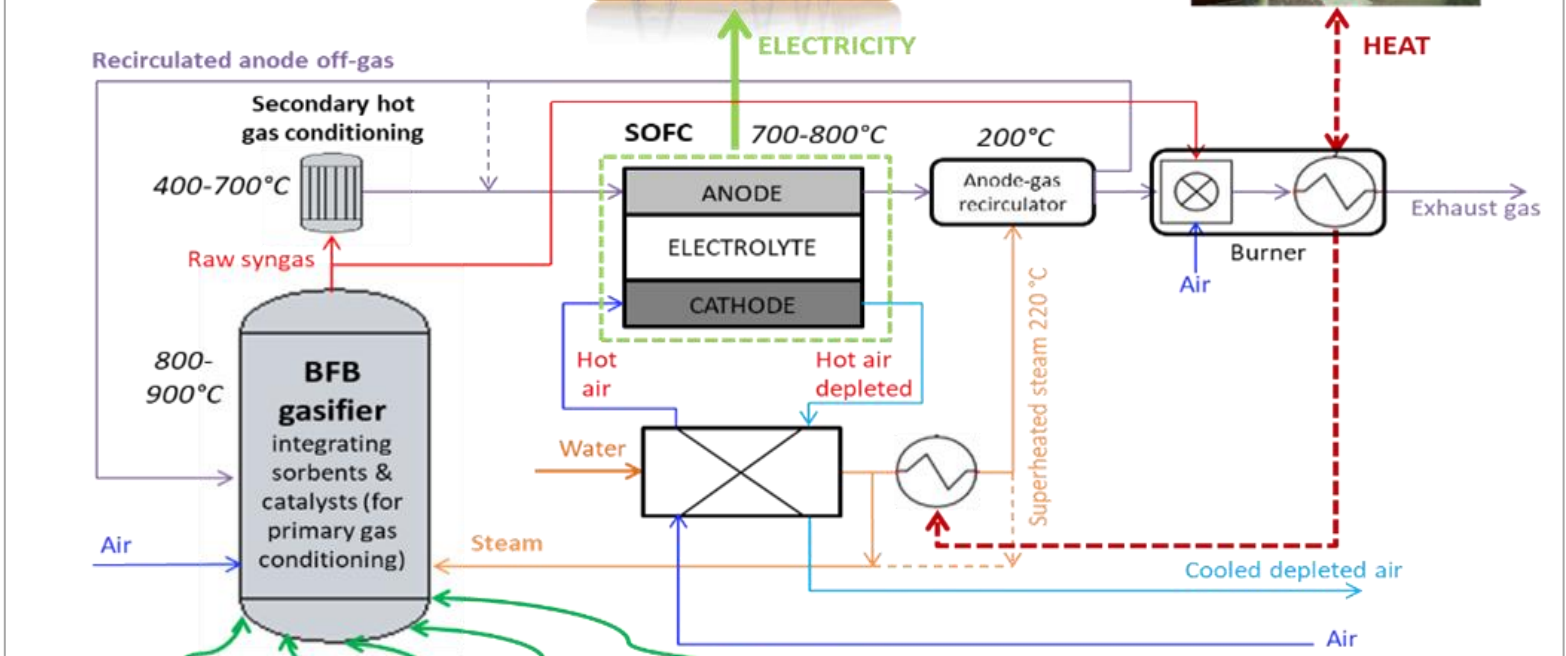 ELECTRICITY
HEAT
Recirculated anode off-gas
Secondary hot
gas conditioning
SOFC
700-800°C
200°C
400-700°C
ANODE
Anode-gas
recirculator
Exhaust gas
ELECTROLYTE
Burner
Raw syngas
Air
CATHODE
Superheated steam 220 °C
800-
900°C
BFB
gasifier
integrating
sorbents &
catalysts (for
primary gas
conditioning)
Hot
air
Hot air
depleted
Water
Air
Steam
Cooled depleted air
Air